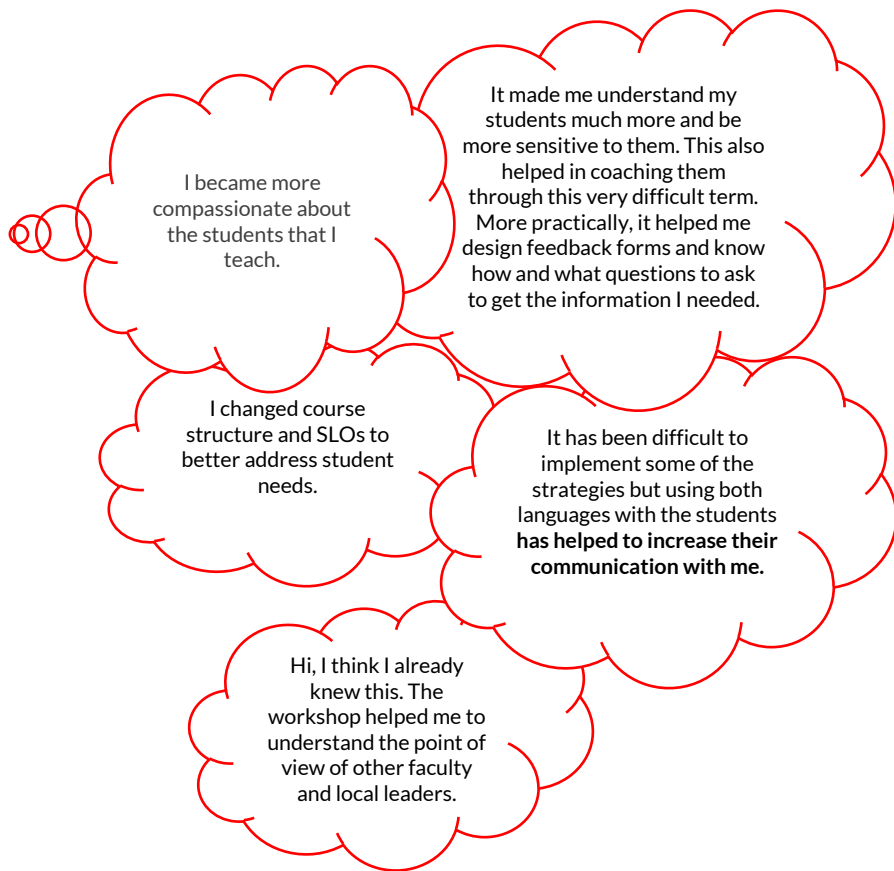 I became more
compassionate about
the students that I
teach.
It made me understand my
students much more and be
more sensitive to them. This also
helped in coaching them
through this very difficult term.
More practically, it helped me
design feedback forms and know
how and what questions to ask
to get the information I needed.
I changed course
structure and SLOs to
better address student
needs.
It has been difficult to
implement some of the
strategies but using both
languages with the students
has helped to increase their
communication with me.
Hi, I think I already
knew this. The
workshop helped me to
understand the point of
view of other faculty
and local leaders.